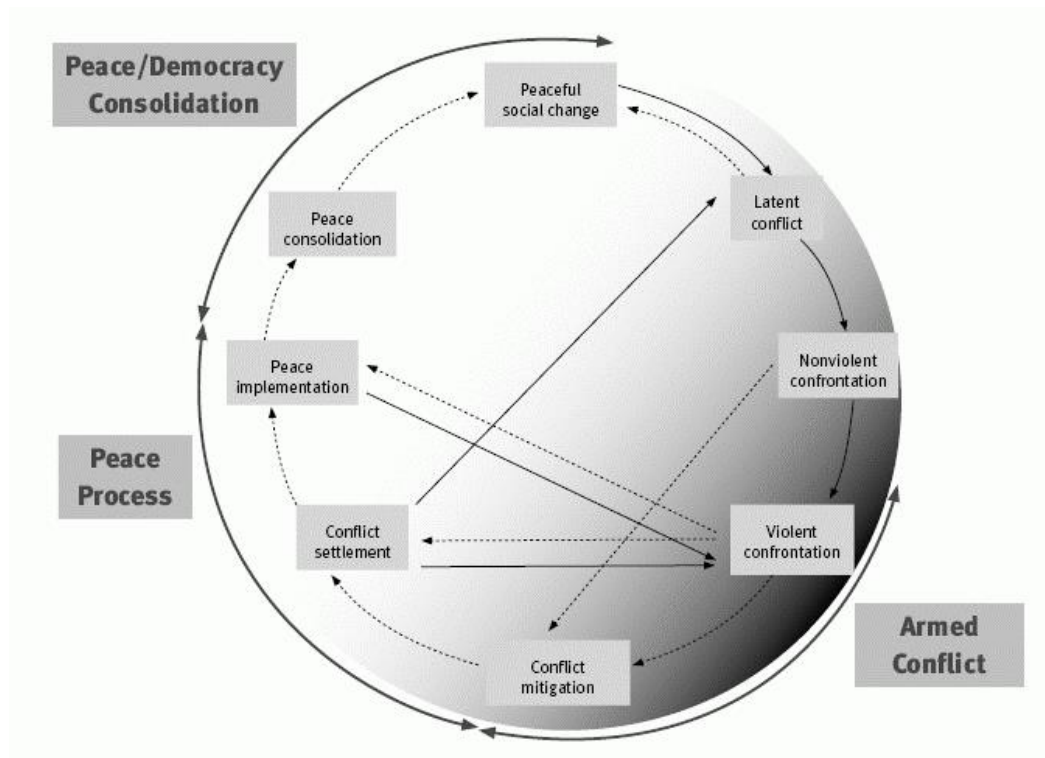 Peace/Democracy
Consolidation
Peaceful
social change
Latent
conflict
Peace
consolidation
Nonviolent
confrontation
Peace
implementation
Peace
Process
Conflict
settlement
Violent
confrontation
Armed
Conflict
Conflict
mitigation